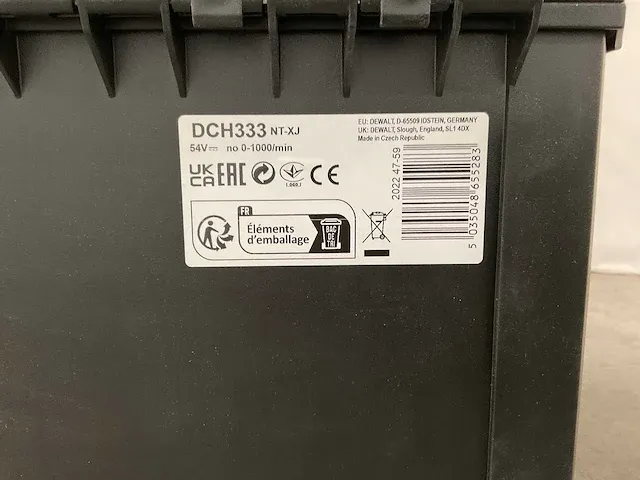 DCH333 NT-XJ
54V⎓ no 0-1000/min
EU: DEWALT, D-65509 IDSTEIN, GERMANY
UK: DEWALT, Slough, England, SL1 4DX
Made in Czech Republic
UK
CA EAC CE
FR
Éléments
d'emballage
BAC
DE
TRI
2022 47-59
5 035048 655283